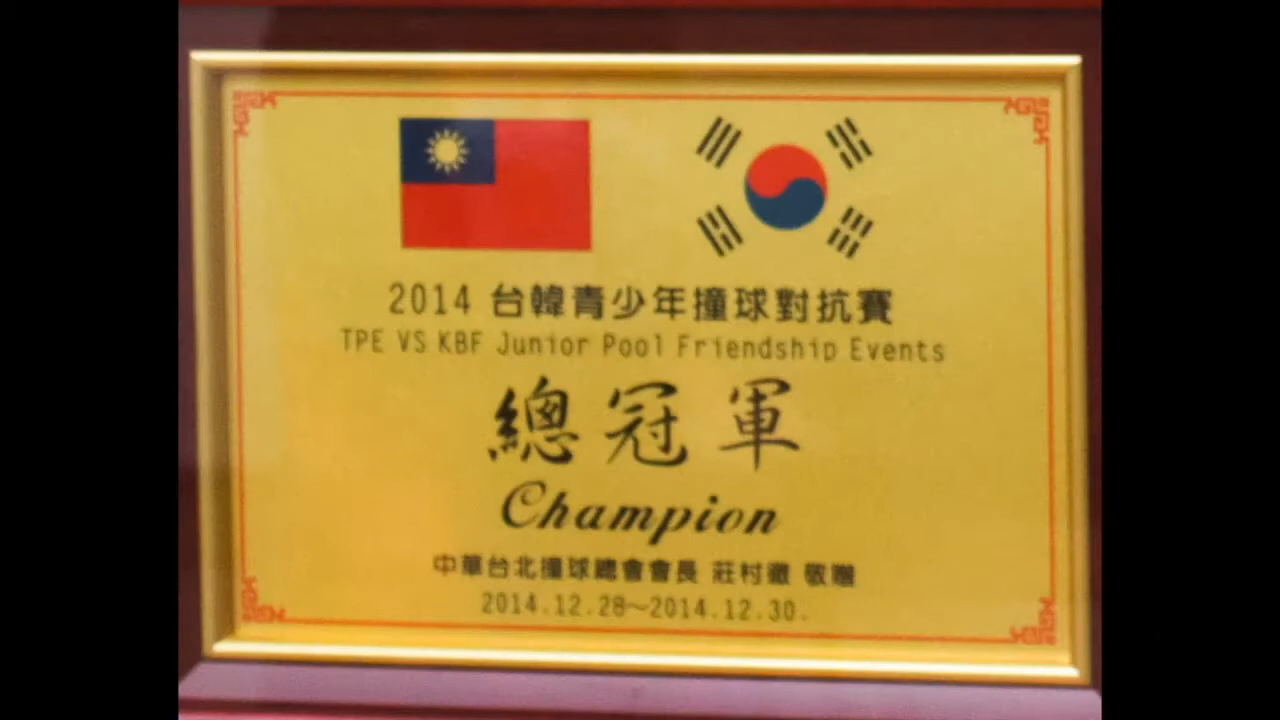 2014 台韓青少年撞球對抗賽
TPE VS KBF Junior Pool Friendship Events
總冠軍
Champion
中華台北撞球總會會長 莊村徹 敬贈
2014.12.28～2014.12.30.